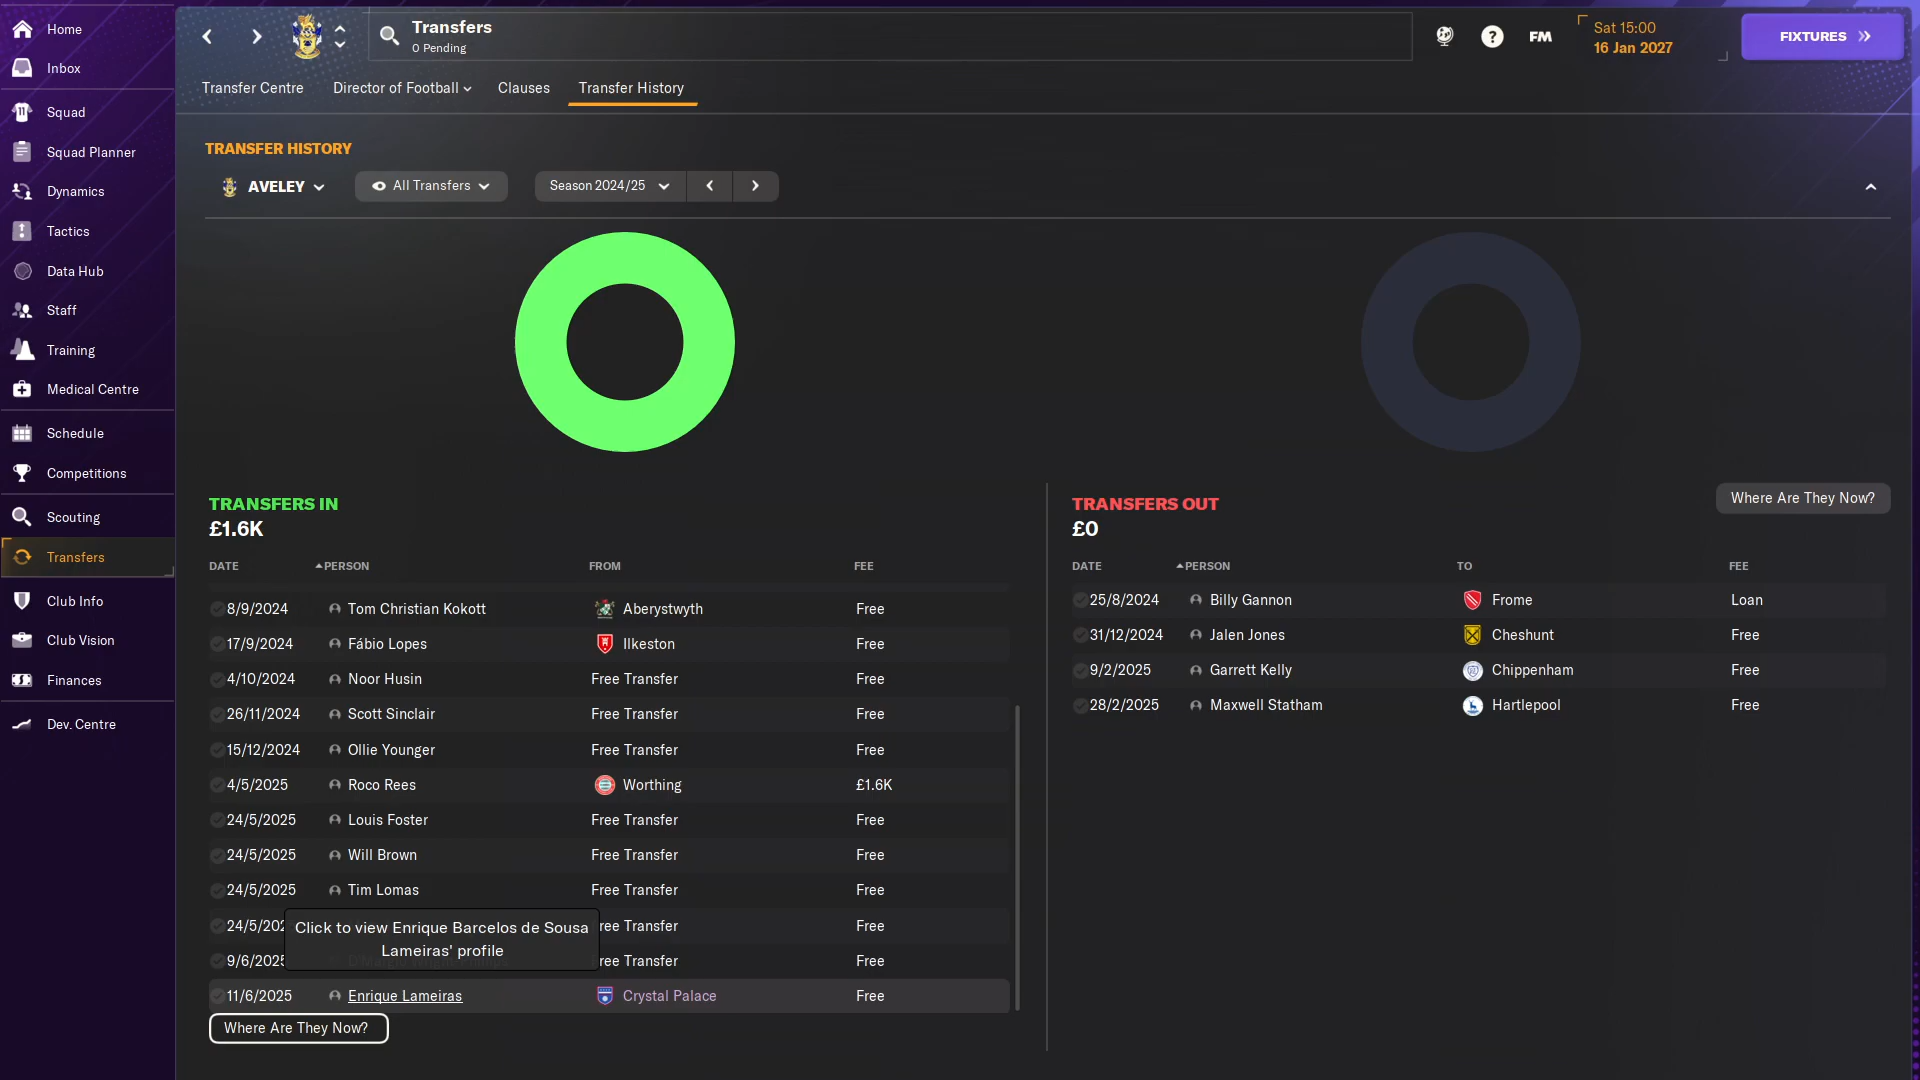 Home
Inbox
Squad
Squad Planner
Dynamics
Tactics
Data Hub
Staff
Training
Medical Centre
Schedule
Competitions
Scouting
Transfers
Club Info
Club Vision
Finances
Dev. Centre
Transfers
0 Pending
?
FM
Sat 15:00
16 Jan 2027
FIXTURES
Transfer Centre
Director of Football
Clauses
Transfer History
TRANSFER HISTORY
AVELEY
All Transfers
Season 2024/25
TRANSFERS IN
£1.6K
DATE PERSON FROM FEE
8/9/2024 Tom Christian Kokott Aberystwyth Free
17/9/2024 Fábio Lopes Ilkeston Free
4/10/2024 Noor Husin Free Transfer Free
26/11/2024 Scott Sinclair Free Transfer Free
15/12/2024 Ollie Younger Free Transfer Free
4/5/2025 Roco Rees Worthing £1.6K
24/5/2025 Louis Foster Free Transfer Free
24/5/2025 Will Brown Free Transfer Free
24/5/2025 Tim Lomas Free Transfer Free
24/5/202 ree Transfer Free
9/6/2025 ree Transfer Free
Click to view Enrique Barcelos de Sousa
Lameiras' profile
11/6/2025 Enrique Lameiras Crystal Palace Free
Where Are They Now?
TRANSFERS OUT
£0
Where Are They Now?
DATE PERSON TO FEE
25/8/2024 Billy Gannon Frome Loan
31/12/2024 Jalen Jones Cheshunt Free
9/2/2025 Garrett Kelly Chippenham Free
28/2/2025 Maxwell Statham Hartlepool Free